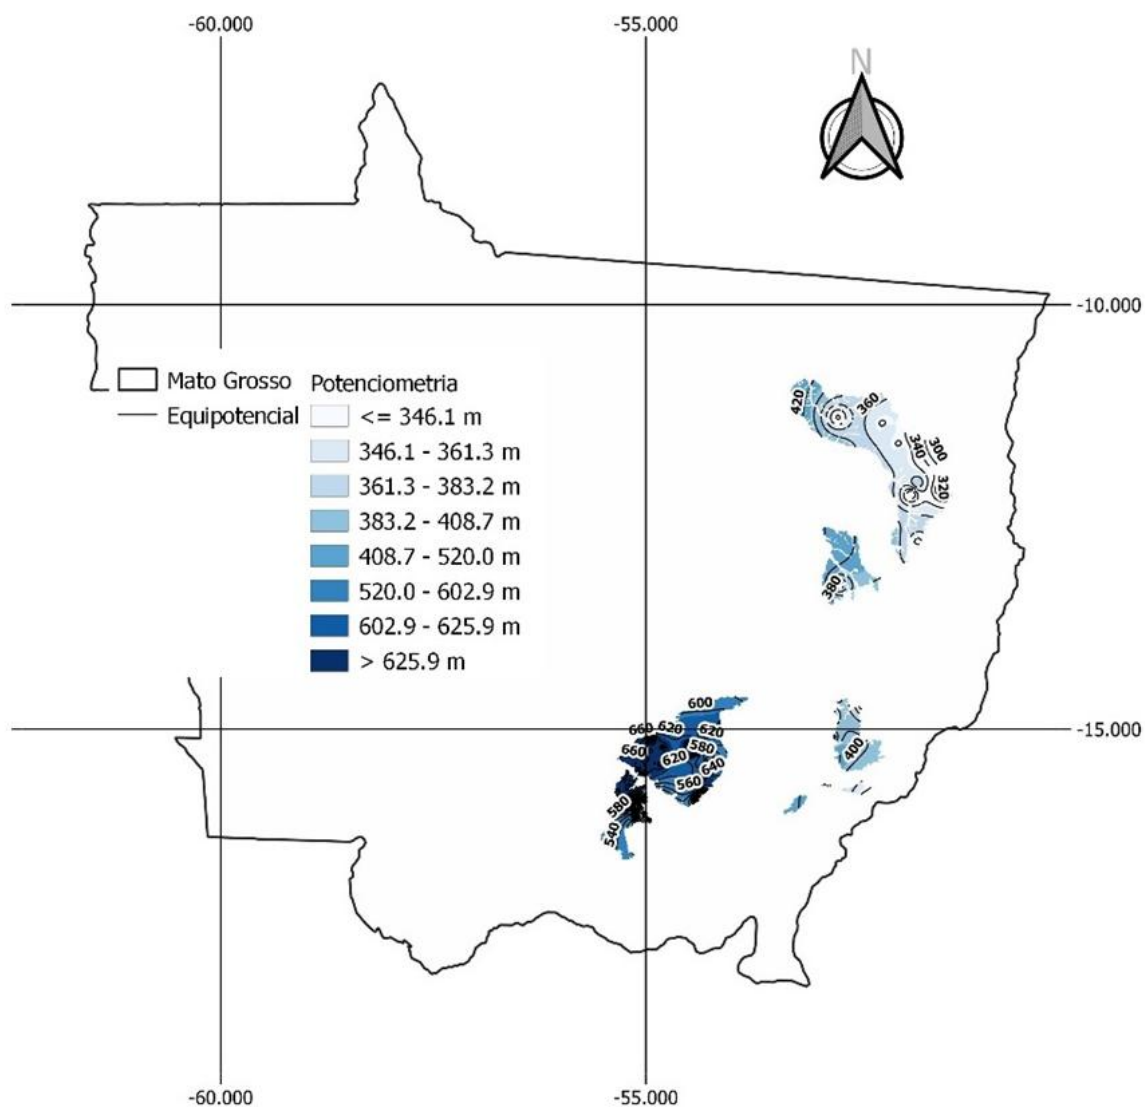 -60.000 -55.000
N
-10.000
Mato Grosso
Equipotencial
Potenciometria
<= 346.1 m
346.1 - 361.3 m
361.3 - 383.2 m
383.2 - 408.7 m
408.7 - 520.0 m
520.0 - 602.9 m
602.9 - 625.9 m
> 625.9 m
420
360
340
300
320
380
600
660 620 620
-15.000
660
580
400
620
640
560
580
540
-60.000 -55.000